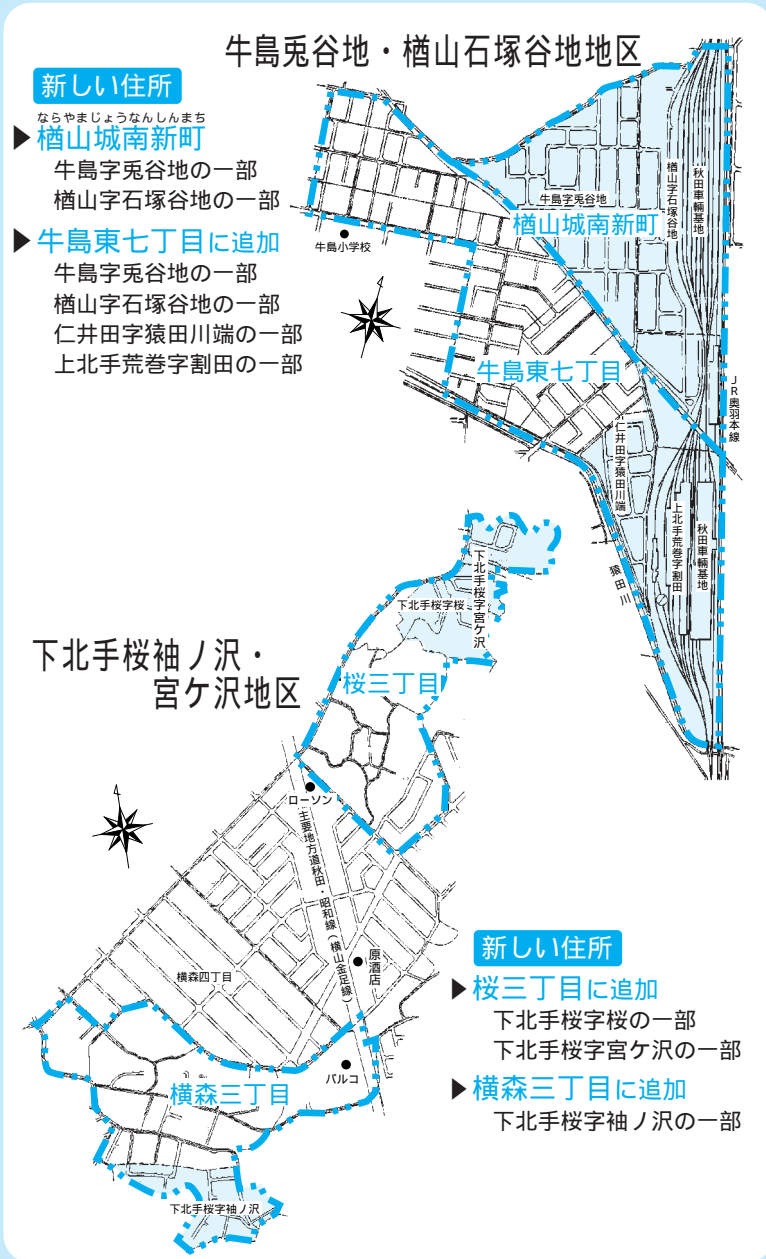 牛島兎谷地・楢山石塚谷地地区
新しい住所
ならやまじょうなんしんまち
▶楢山城南新町
牛島字兎谷地の一部
楢山字石塚谷地の一部
▶牛島東七丁目に追加
牛島字兎谷地の一部
楢山字石塚谷地の一部
仁井田字猿田川端の一部
上北手荒巻字割田の一部
牛島字兎谷地
楢山城南新町
楢山字石塚谷地
秋田車輌基地
牛島小学校
牛島東七丁目
JR奥羽本線
仁井田字猿田川端
上北手荒巻字割田
秋田車輌基地
猿田川
下北手桜袖ノ沢・
宮ケ沢地区
下北手桜字宮ケ沢
下北手桜字桜
桜三丁目
ローソン
主要地方道秋田・昭和線(横山金足線)
原酒店
横森四丁目
パルコ
横森三丁目
下北手桜字袖ノ沢
新しい住所
▶桜三丁目に追加
下北手桜字桜の一部
下北手桜字宮ケ沢の一部
▶横森三丁目に追加
下北手桜字袖ノ沢の一部